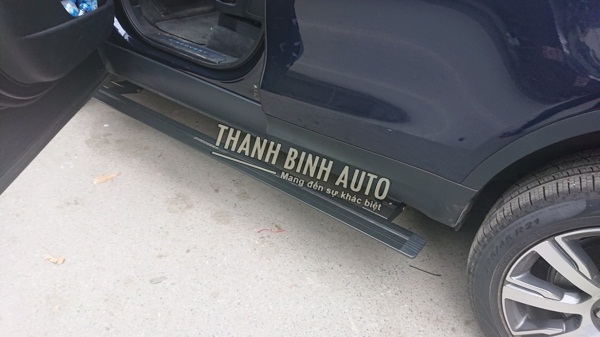 THANH BINH AUTO
Mang đến sự khác biệt